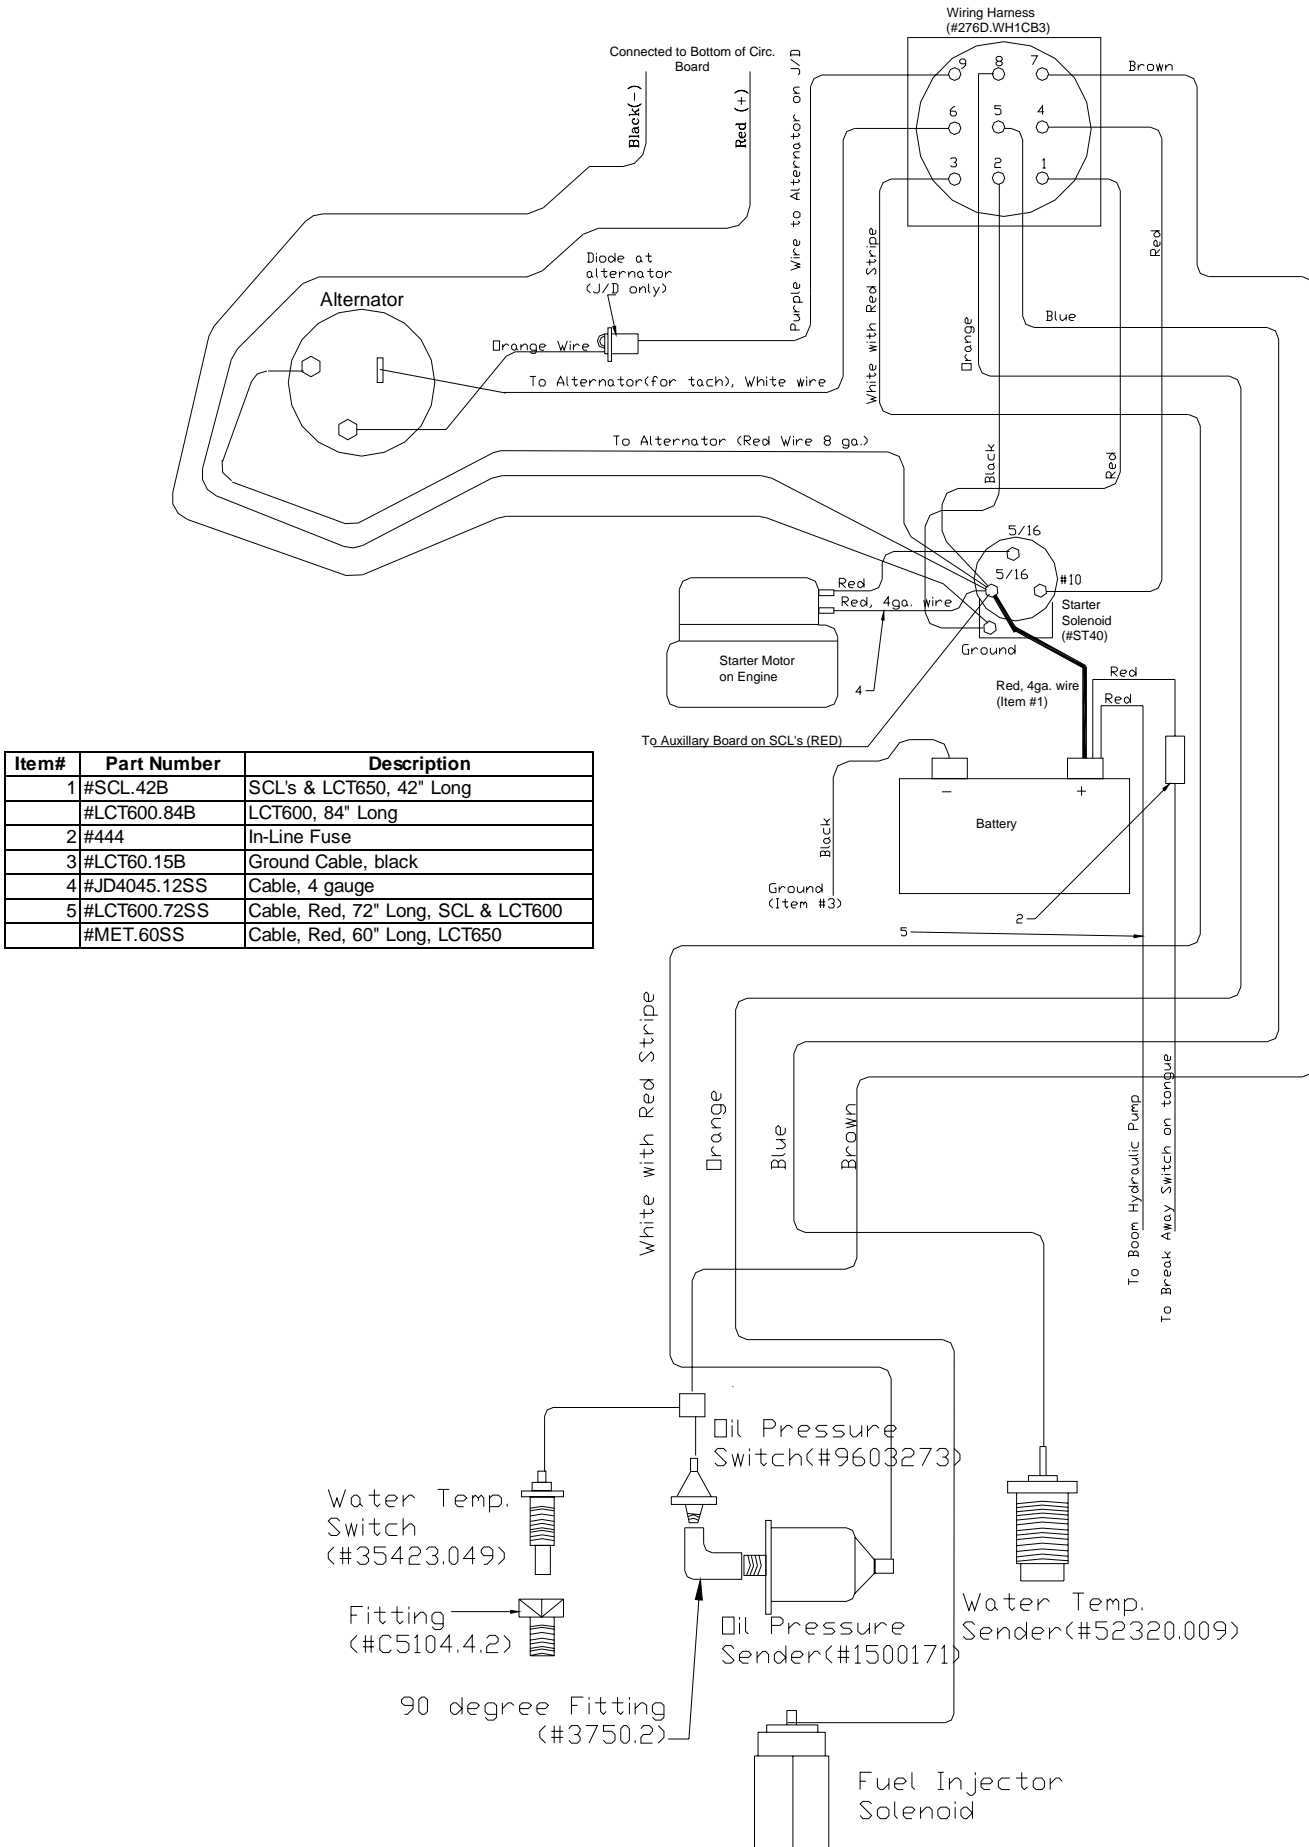 Wiring Harness
(#276D.WH1CB3)
Connected to Bottom of Circ.
Board
Black(-)
Red (+)
Purple Wire to Alternator on J/D
9
8
7
Brown
6
5
4
3
2
1
Diode at
alternator
(J/D only)
White with Red Stripe
Red
Alternator
Orange Wire
Orange
Blue
To Alternator(for tach), White wire
To Alternator (Red Wire 8 ga.)
Black
Red
5/16
5/16
#10
Red
Red, 4ga. wire
Starter
Solenoid
(#ST40)
Ground
Starter Motor
on Engine
4
Red, 4ga. wire
(Item #1)
Red
Red
To Auxillary Board on SCL's (RED)
Item# Part Number Description
1 #SCL.42B SCL's & LCT650, 42" Long
#LCT600.84B LCT600, 84" Long
2 #444 In-Line Fuse
3 #LCT60.15B Ground Cable, black
4 #JD4045.12SS Cable, 4 gauge
5 #LCT600.72SS Cable, Red, 72" Long, SCL & LCT600
#MET.60SS Cable, Red, 60" Long, LCT650
-
+
Battery
Black
Ground
(Item #3)
2
5
White with Red Stripe
Orange
Blue
Brown
To Boom Hydraulic Pump
To Break Away Switch on tongue
Oil Pressure
Switch(#9603273)
Water Temp.
Switch
(#35423.049)
Fitting
(#C5104.4.2)
Oil Pressure
Sender(#1500171)
Water Temp.
Sender(#52320.009)
90 degree Fitting
(#3750.2)
Fuel Injector
Solenoid